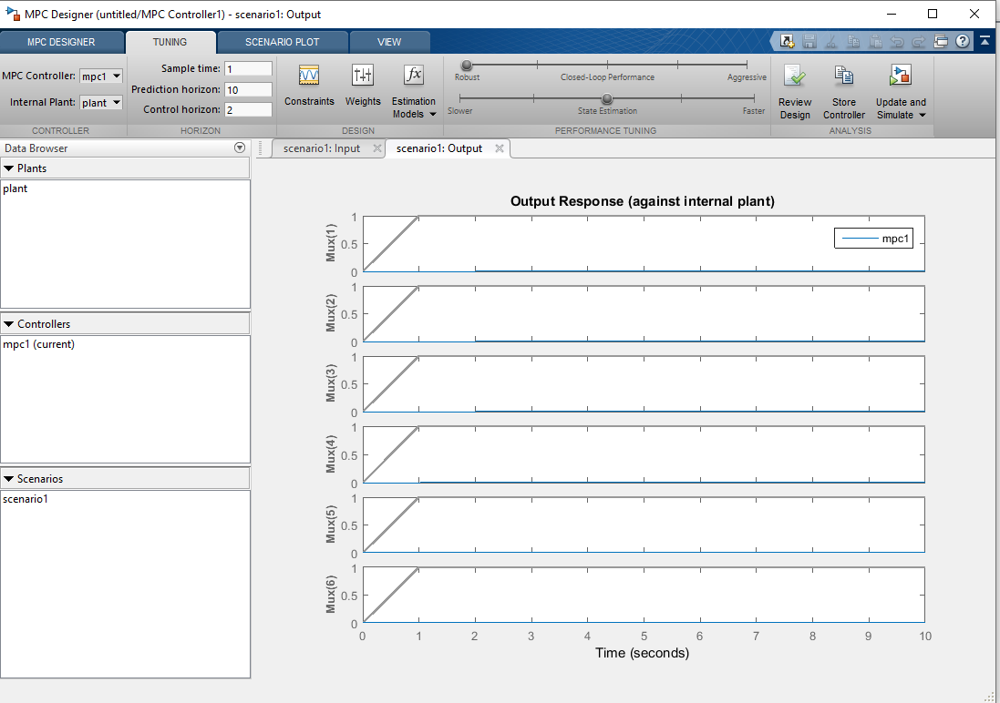 MPC Designer (untitled/MPC Controller1) - scenario1: Output
MPC DESIGNER
TUNING
SCENARIO PLOT
VIEW
MPC Controller: mpc1
Internal Plant: plant
CONTROLLER
Sample time: 1
Prediction horizon: 10
Control horizon: 2
HORIZON
Constraints
Weights
fx
Estimation
Models
DESIGN
Robust
Closed-Loop Performance
Aggressive
Slower
State Estimation
Faster
PERFORMANCE TUNING
Review
Design
Store
Controller
Update and
Simulate
ANALYSIS
Data Browser
Plants
plant
Controllers
mpc1 (current)
Scenarios
scenario1
scenario1: Input
scenario1: Output
Output Response (against internal plant)
Mux(1)
1
0.5
0
mpc1
Mux(2)
1
0.5
0
Mux(3)
1
0.5
0
Mux(4)
1
0.5
0
Mux(5)
1
0.5
0
Mux(6)
1
0.5
0
0 1 2 3 4 5 6 7 8 9 10
Time (seconds)